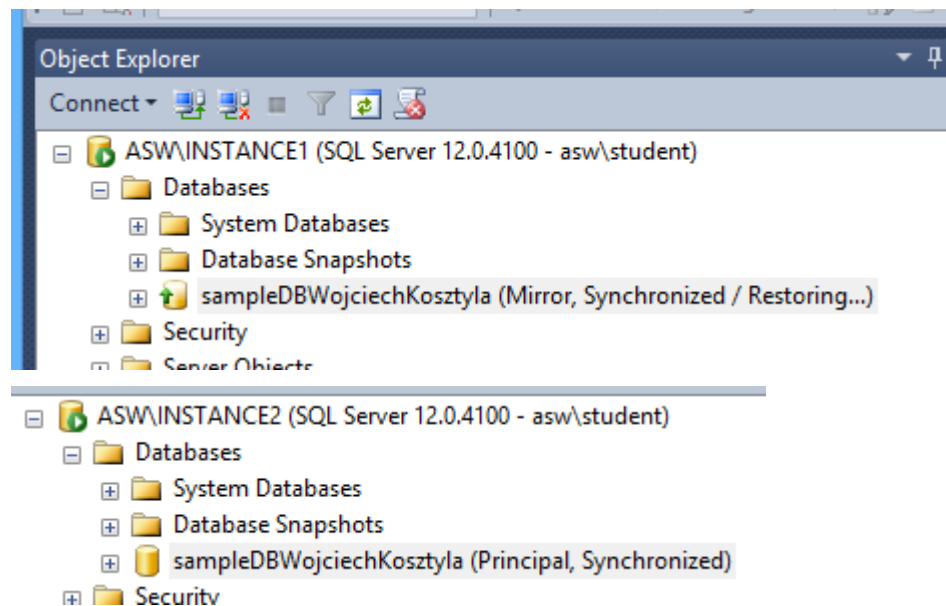 Object Explorer
Connect
ASW\INSTANCE1 (SQL Server 12.0.4100 - asw\student)
Databases
System Databases
Database Snapshots
sampleDBWojciechKosztyla (Mirror, Synchronized / Restoring...)
Security
Server Objects
ASW\INSTANCE2 (SQL Server 12.0.4100 - asw\student)
Databases
System Databases
Database Snapshots
sampleDBWojciechKosztyla (Principal, Synchronized)
Security